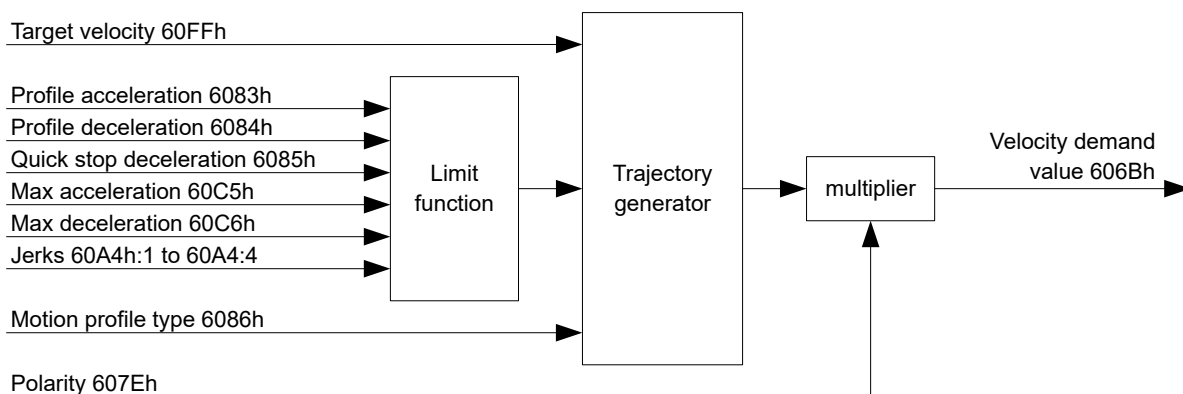 Target velocity 60FFh
Profile acceleration 6083h
Profile deceleration 6084h
Quick stop deceleration 6085h
Max acceleration 60C5h
Max deceleration 60C6h
Jerks 60A4h:1 to 60A4:4
Motion profile type 6086h
Polarity 607Eh
Limit
function
Trajectory
generator
multiplier
Velocity demand
value 606Bh